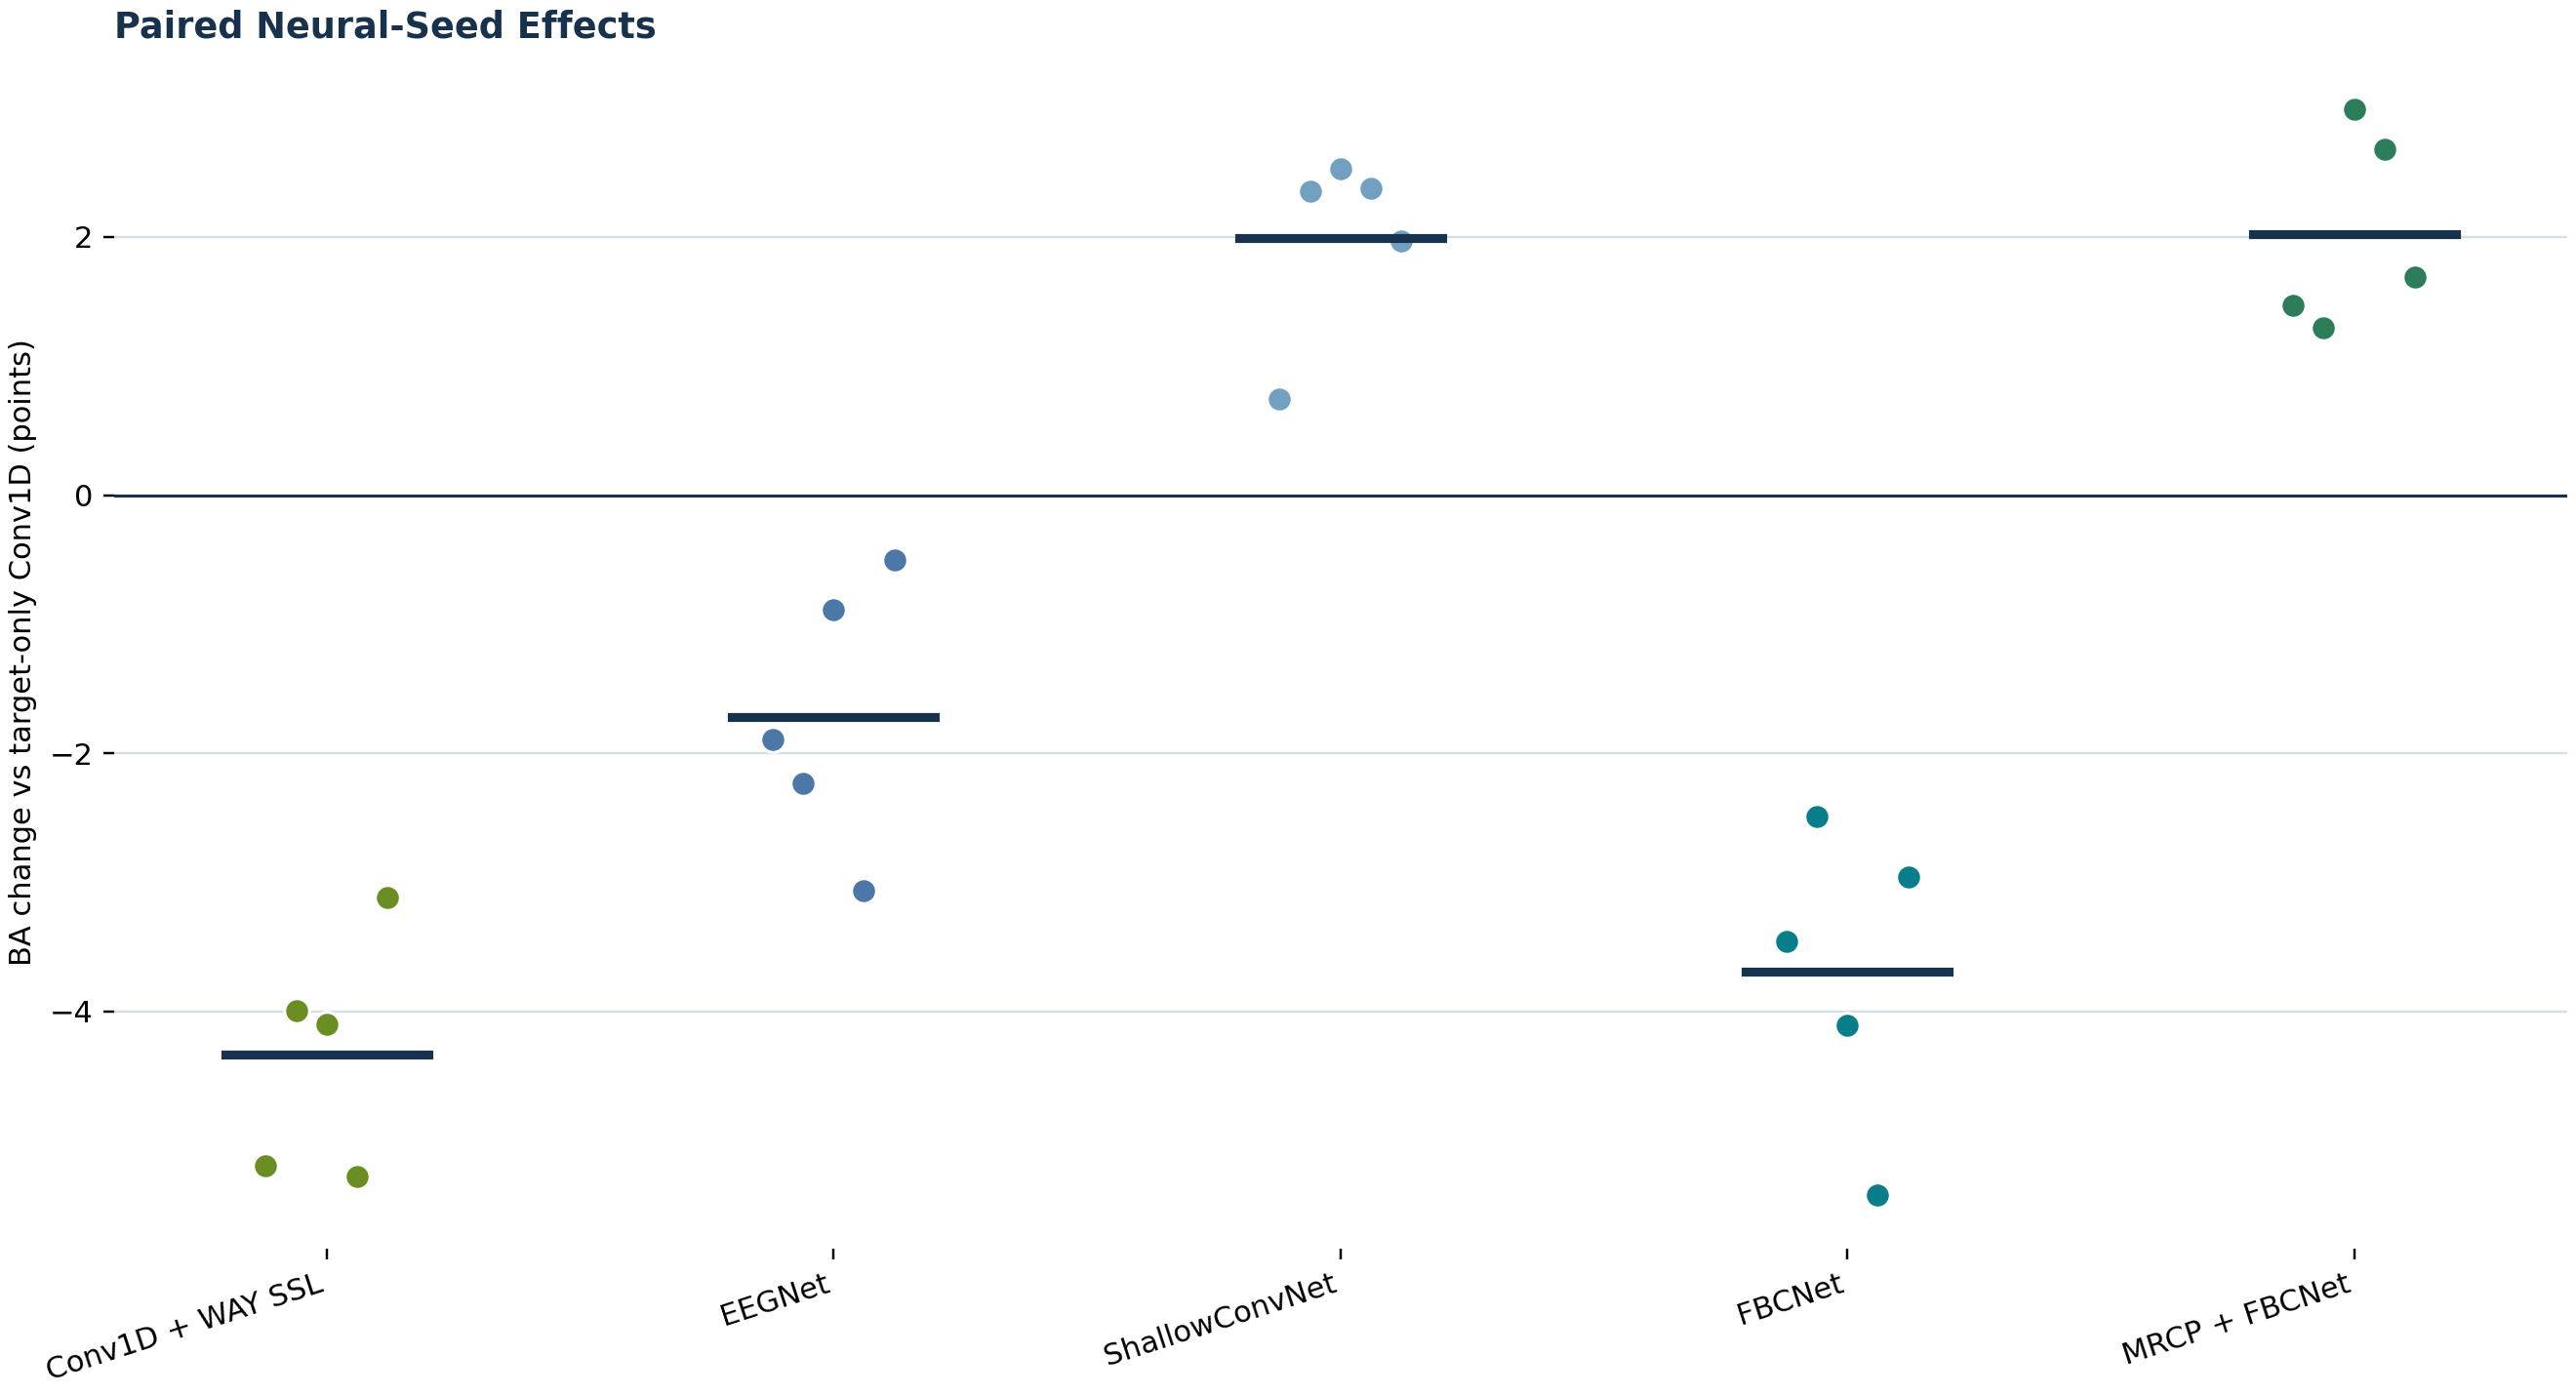 Paired Neural-Seed Effects
BA change vs target-only Conv1D (points)
2
0
−2
−4
Conv1D + WAY SSL
EEGNet
ShallowConvNet
FBCNet
MRCP + FBCNet